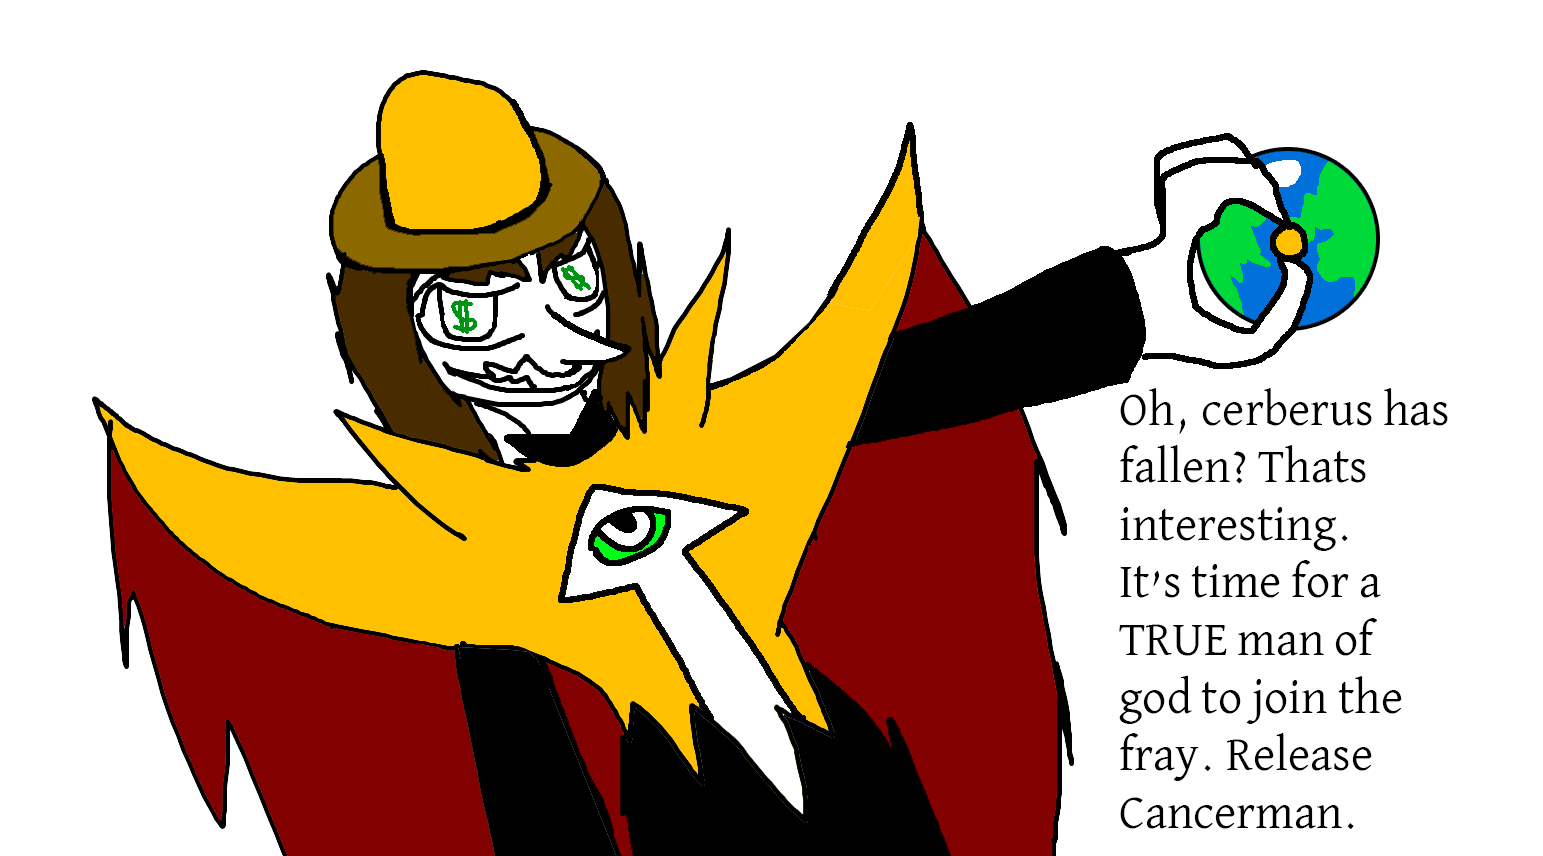 $ $
Oh, cerberus has
fallen? Thats
interesting.
It's time for a
TRUE man of
god to join the
fray. Release
Cancerman.